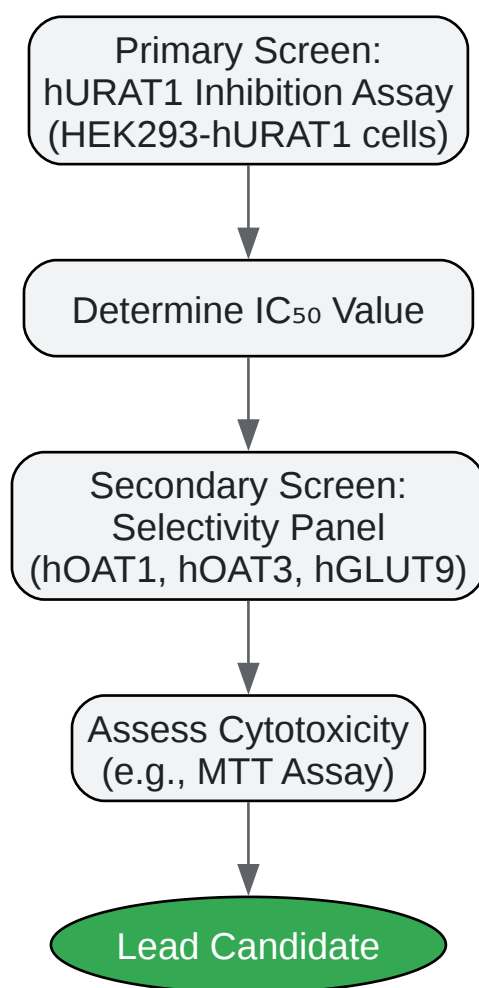 Primary Screen:
hURAT1 Inhibition Assay
(HEK293-hURAT1 cells)
Determine IC₅₀ Value
Secondary Screen:
Selectivity Panel
(hOAT1, hOAT3, hGLUT9)
Assess Cytotoxicity
(e.g., MTT Assay)
Lead Candidate